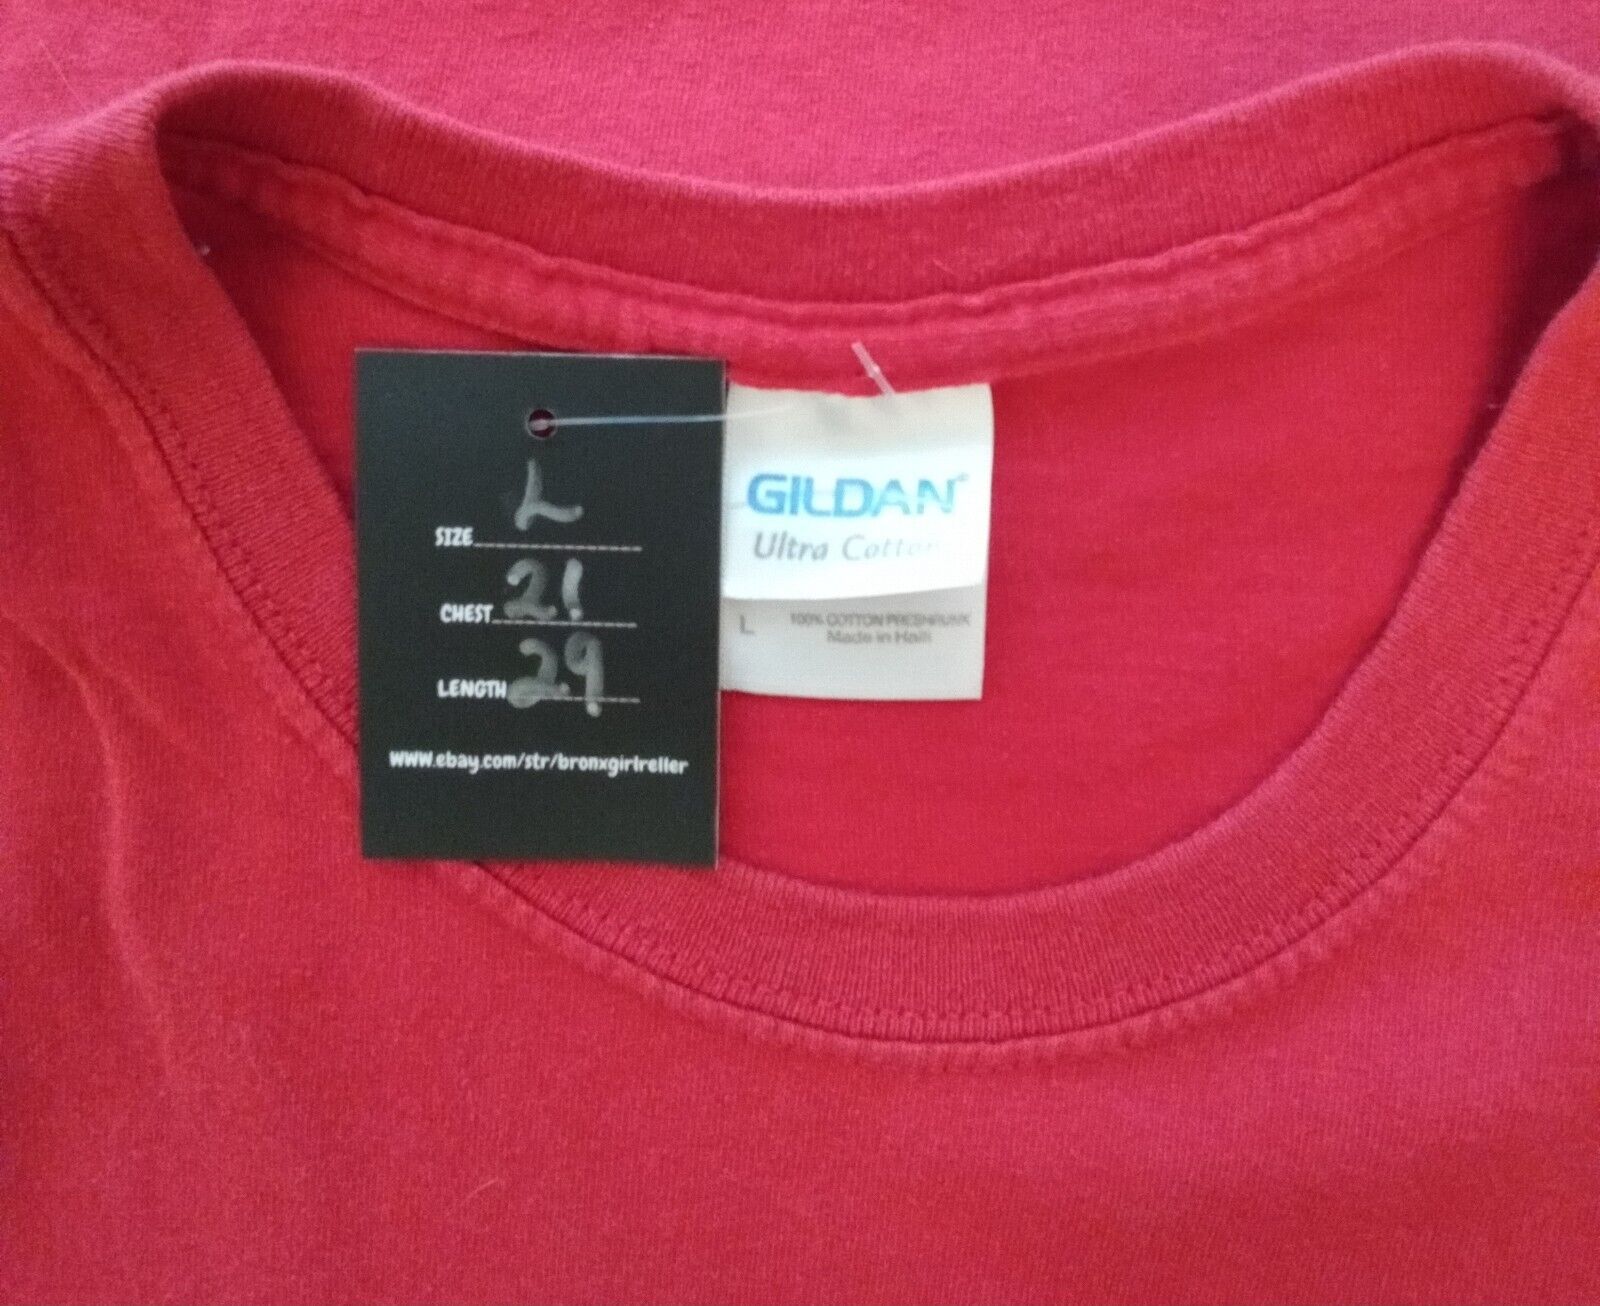 SIZE L
CHEST 21
LENGTH 29
www.ebay.com/str/bronxgirlreller
GILDAN®
Ultra Cotton
L 100% COTTON PRESHRUNK
Made in Haiti